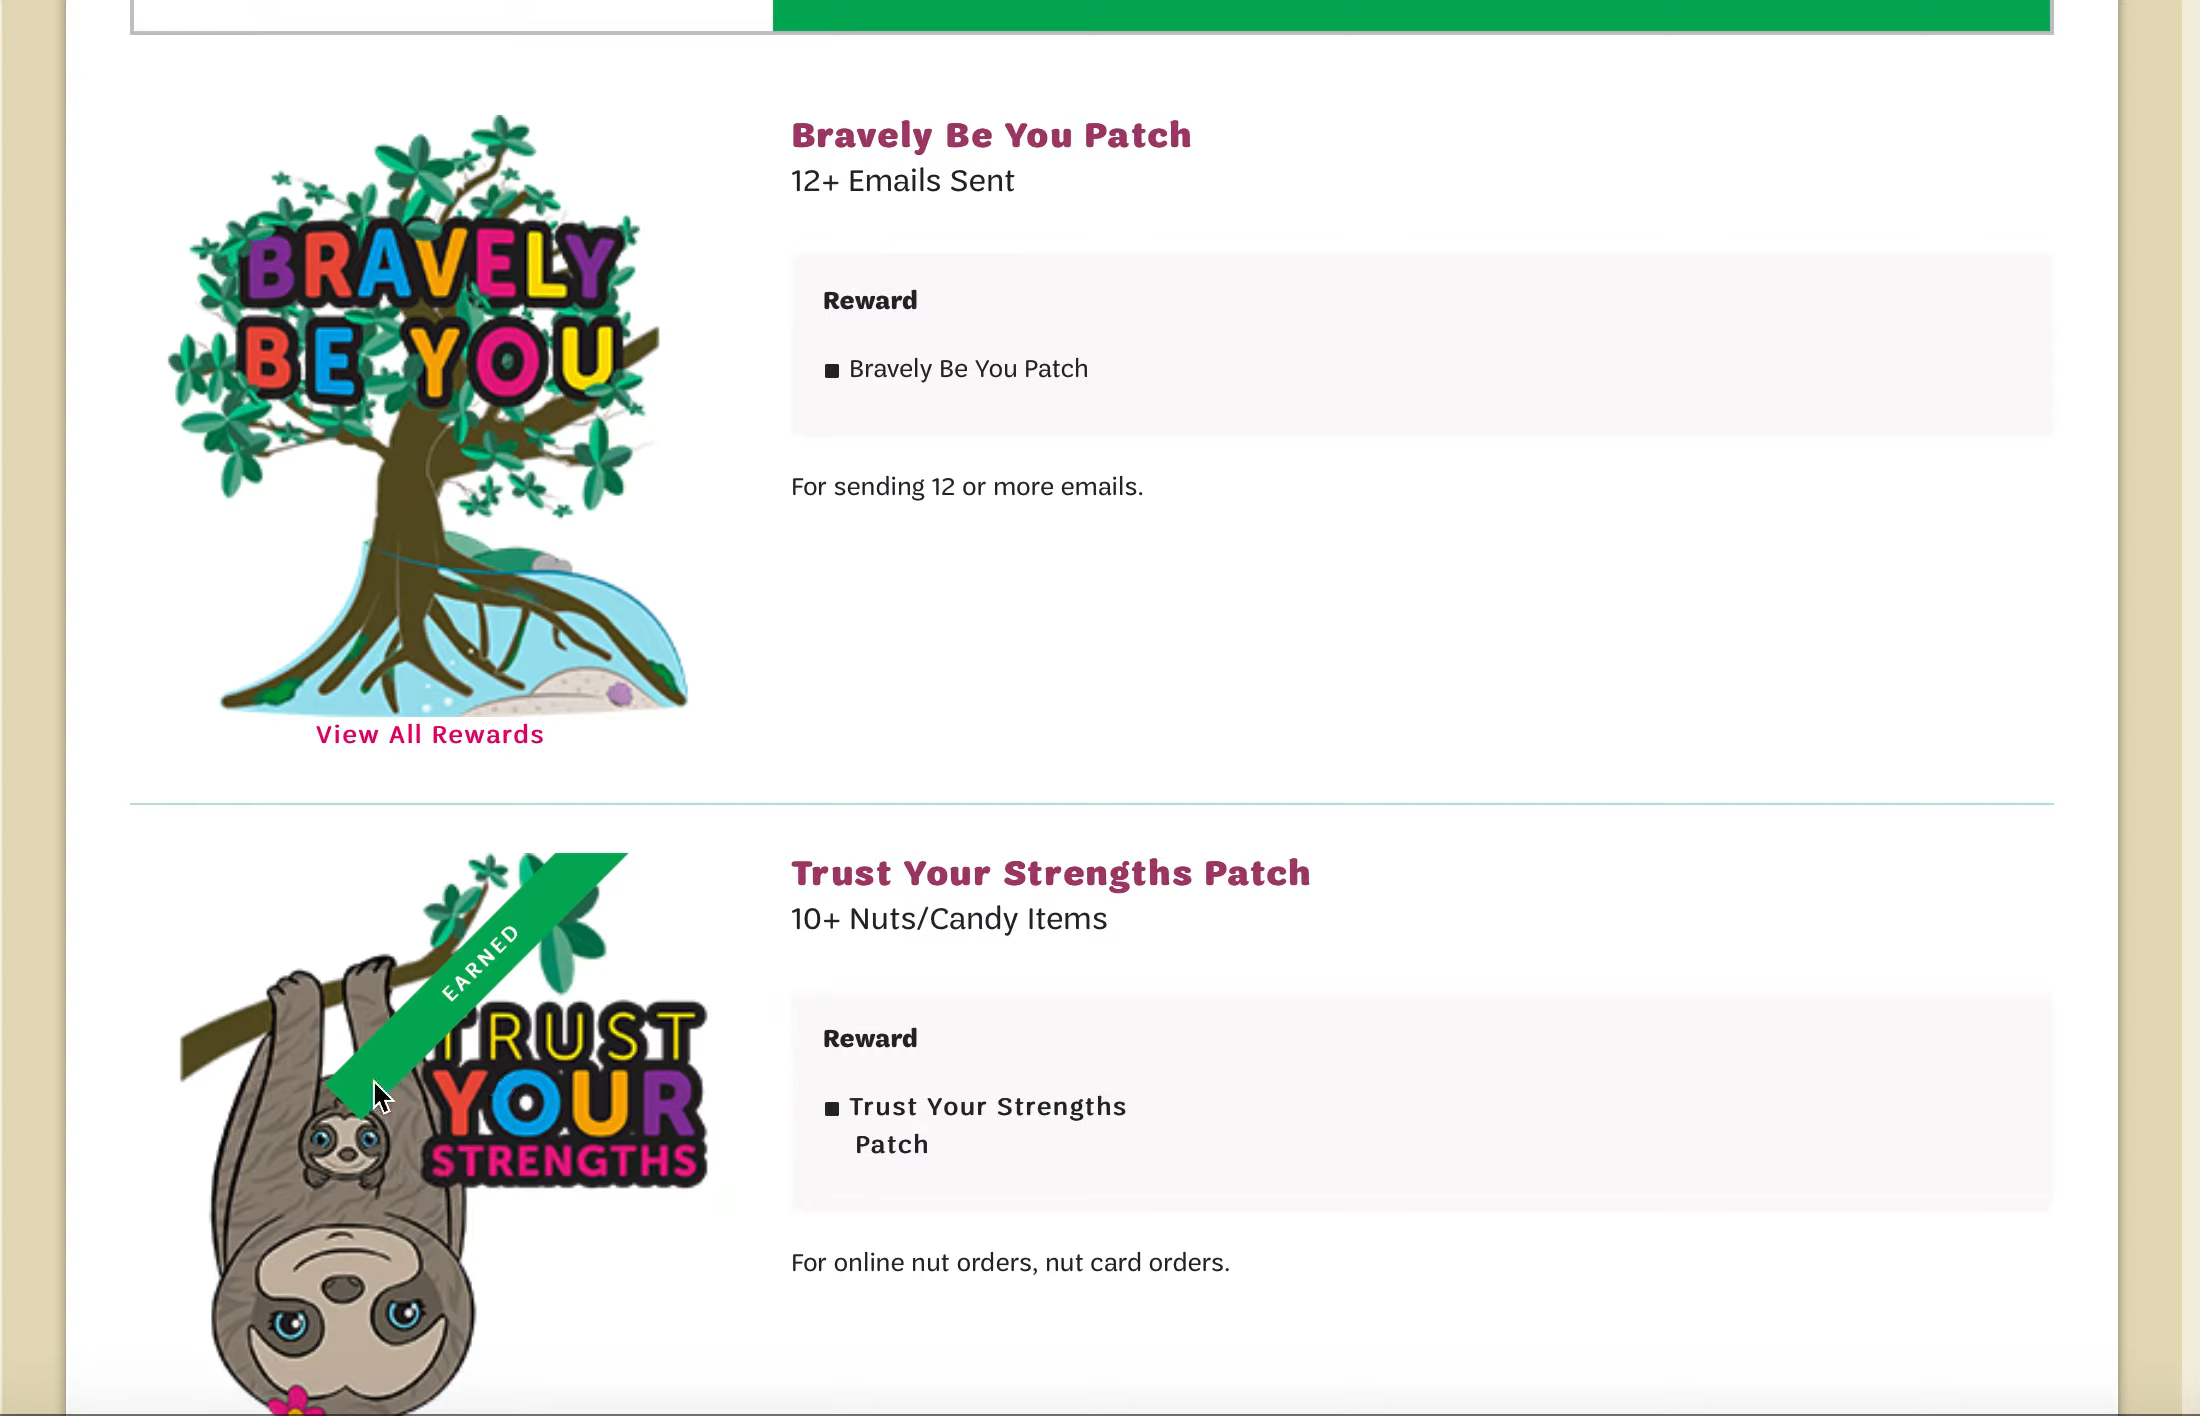 Bravely Be You Patch
12+ Emails Sent
BRAVELY
BE YOU
Reward
■ Bravely Be You Patch
For sending 12 or more emails.
View All Rewards
Trust Your Strengths Patch
10+ Nuts/Candy Items
EARNED
TRUST
YOUR
STRENGTHS
Reward
■ Trust Your Strengths
Patch
For online nut orders, nut card orders.